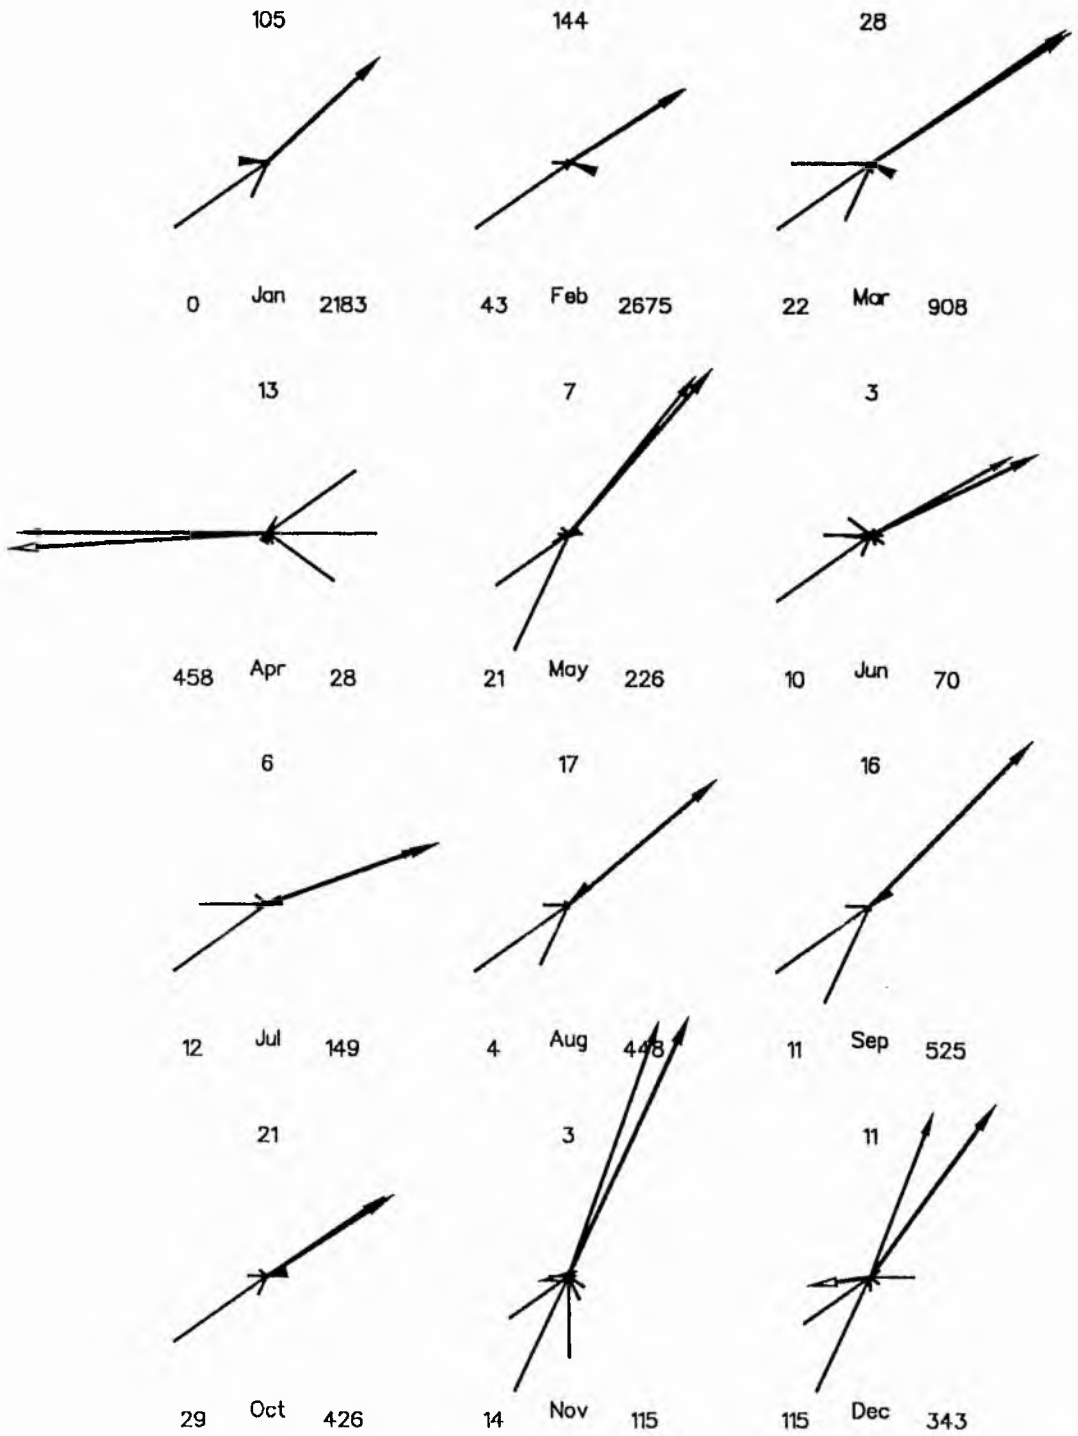 105 144 28
0 Jan 2183 43 Feb 2675 22 Mar 908
13 7 3
458 Apr 28 21 May 226 10 Jun 70
6 17 16
12 Jul 149 4 Aug 448 11 Sep 525
21 3 11
29 Oct 426 14 Nov 115 115 Dec 343